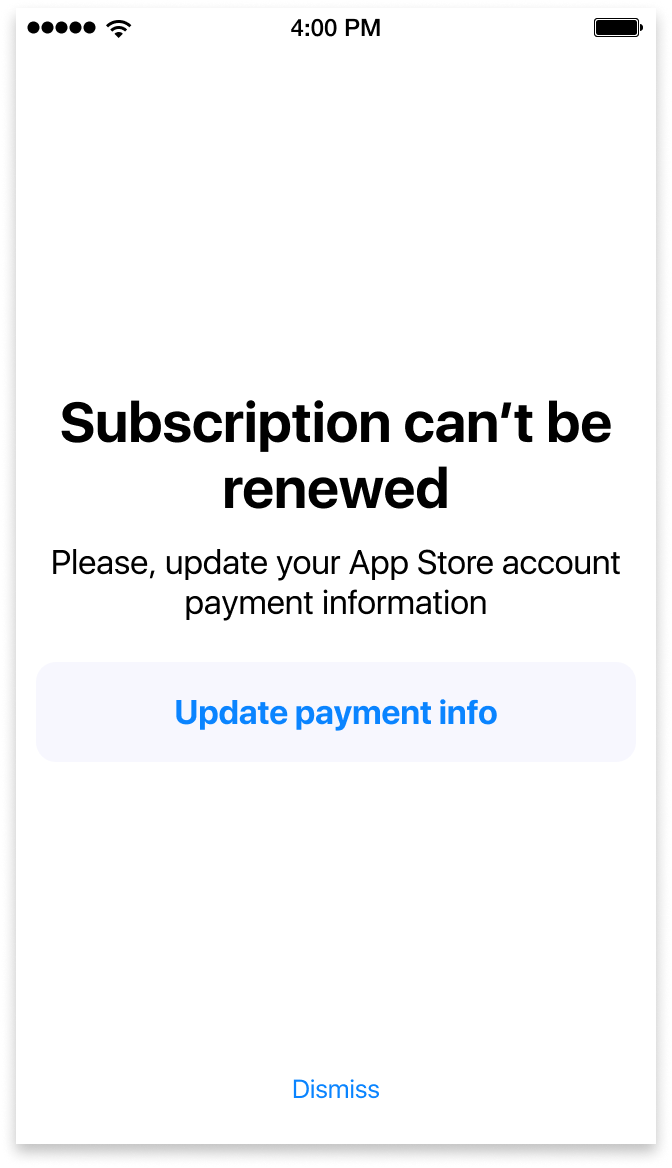 4:00 PM
Subscription can’t be
renewed
Please, update your App Store account
payment information
Update payment info
Dismiss